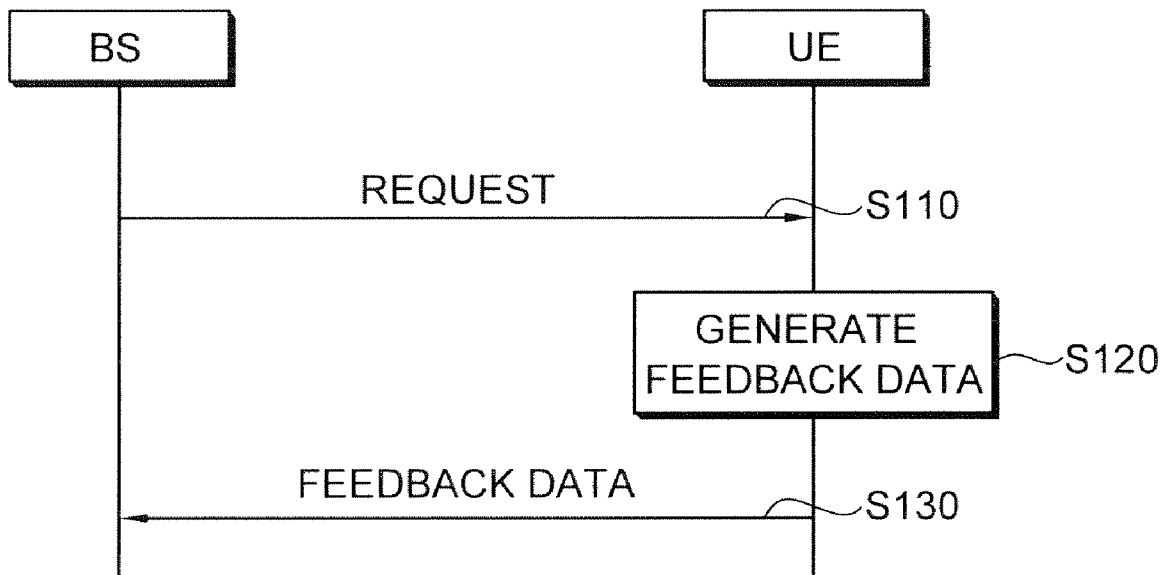 BS
UE
REQUEST
S110
GENERATE
FEEDBACK DATA
S120
FEEDBACK DATA
S130